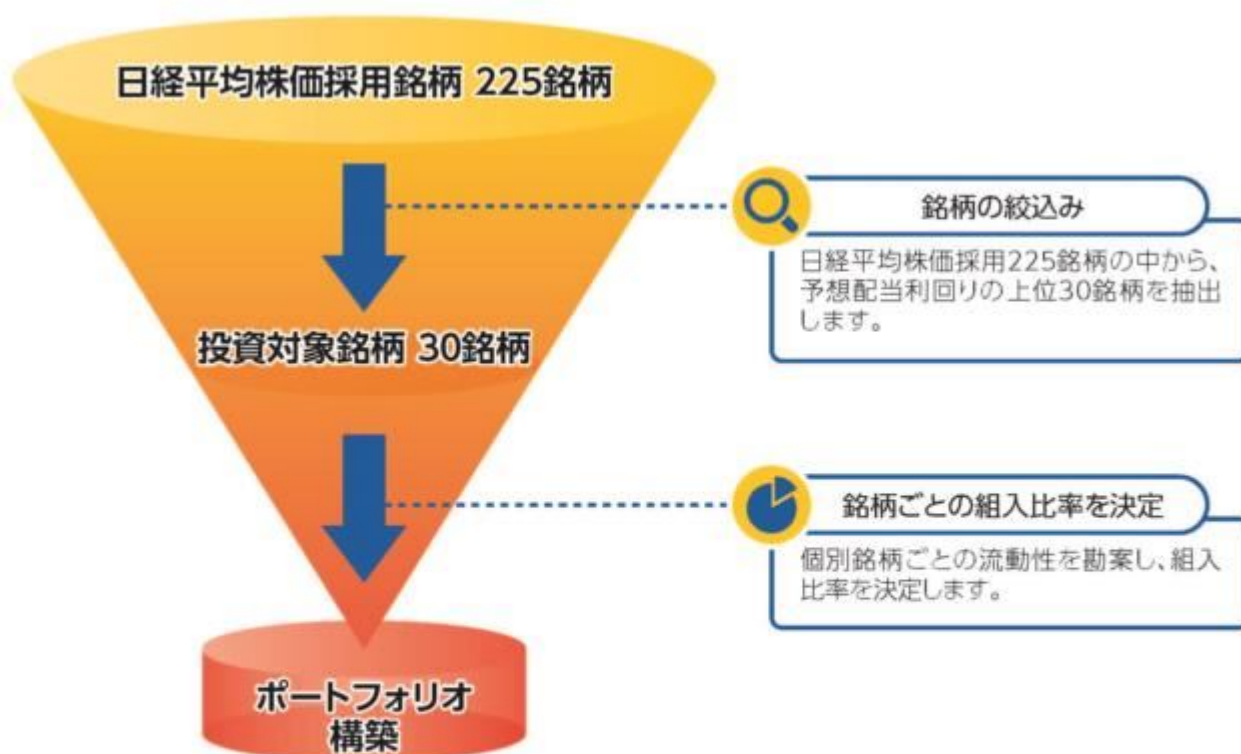 日経平均株価採用銘柄 225銘柄
銘柄の絞込み
日経平均株価採用225銘柄の中から、
予想配当利回りの上位30銘柄を抽出
します。
投資対象銘柄 30銘柄
銘柄ごとの組入比率を決定
個別銘柄ごとの流動性を勘案し、組入
比率を決定します。
ポートフォリオ
構築